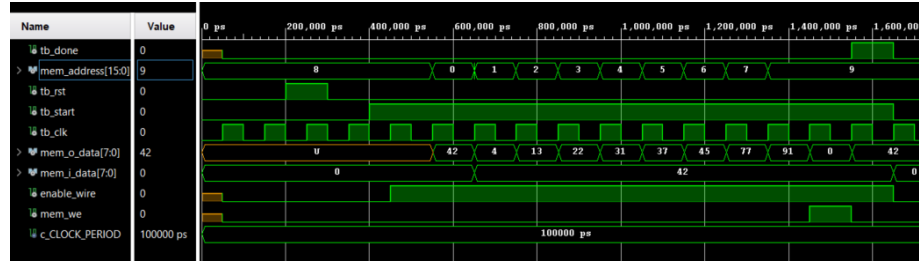 Name Value 0 ps 200,000 ps 400,000 ps 600,000 ps 800,000 ps 1,000,000 ps 1,200,000 ps 1,400,000 ps 1,600,00
tb_done 0
mem_address[15:0] 9 8 0 1 2 3 4 5 6 7 9
tb_rst 0
tb_start 0
tb_clk 0
mem_o_data[7:0] 42 U 42 4 13 22 31 37 45 77 91 0 42
mem_i_data[7:0] 0 0 42 0
enable_wire 0
mem_we 0
c_CLOCK_PERIOD 100000 ps 100000 ps